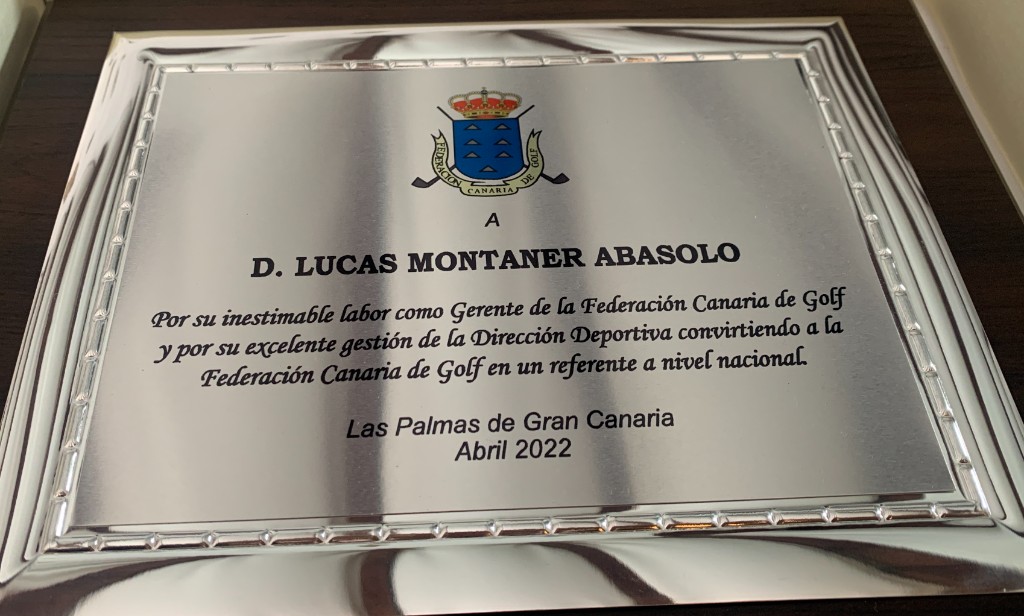 FEDERACIÓN CANARIA DE GOLF
A
D. LUCAS MONTANER ABASOLO
Por su inestimable labor como Gerente de la Federación Canaria de Golf
y por su excelente gestión de la Dirección Deportiva convirtiendo a la
Federación Canaria de Golf en un referente a nivel nacional.
Las Palmas de Gran Canaria
Abril 2022